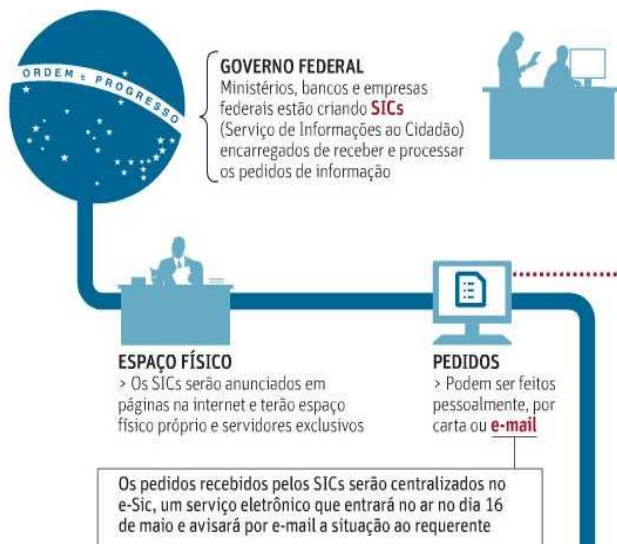 ORDEM E PROGRESSO
GOVERNO FEDERAL
Ministérios, bancos e empresas
federais estão criando SICs
(Serviço de Informações ao Cidadão)
encarregados de receber e processar
os pedidos de informação
ESPAÇO FÍSICO
> Os SICs serão anunciados em
páginas na internet e terão espaço
físico próprio e servidores exclusivos
PEDIDOS
> Podem ser feitos
pessoalmente, por
carta ou e-mail
Os pedidos recebidos pelos SICs serão centralizados no
e-Sic, um serviço eletrônico que entrará no ar no dia 16
de maio e avisará por e-mail a situação ao requerente